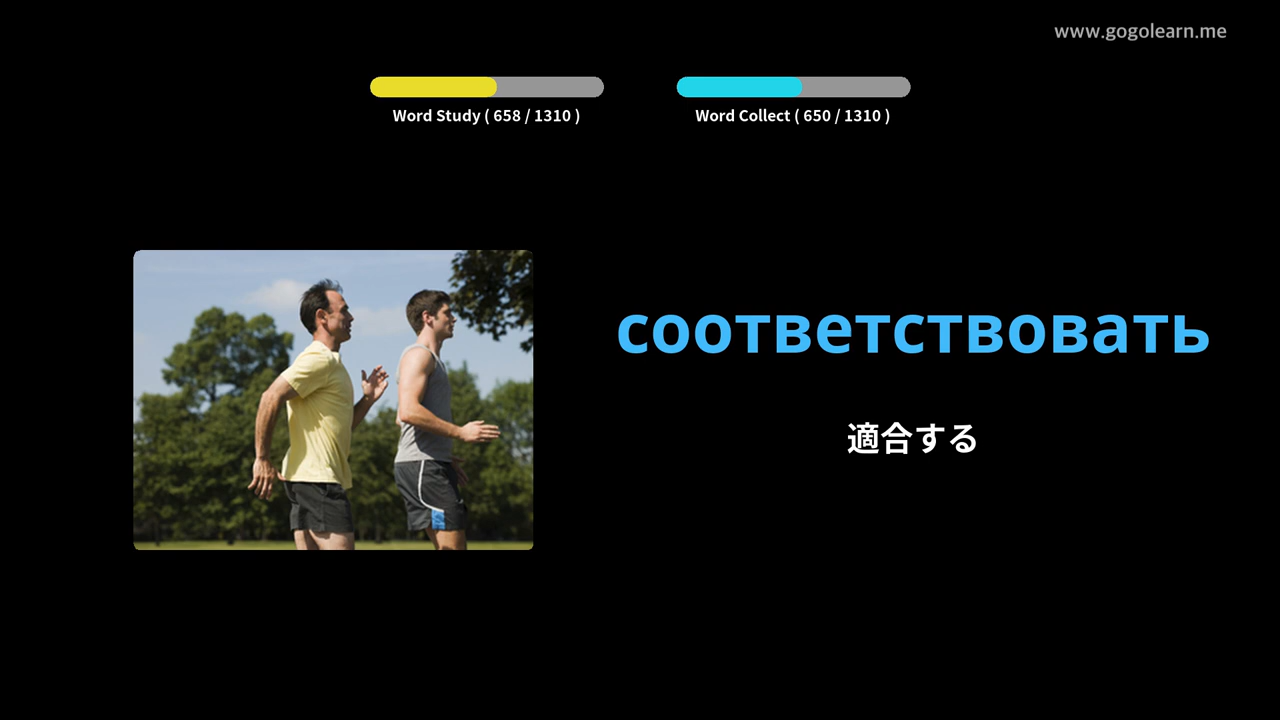 www.gogolearn.me
Word Study ( 658 / 1310 )
Word Collect ( 650 / 1310 )
соответствовать
適合する